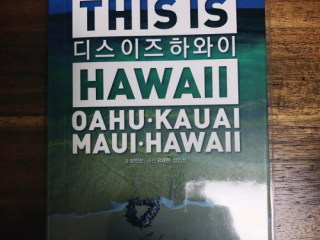 THIS IS
디스 이즈 하와이
HAWAII
OAHU·KAUAI
MAUI·HAWAII